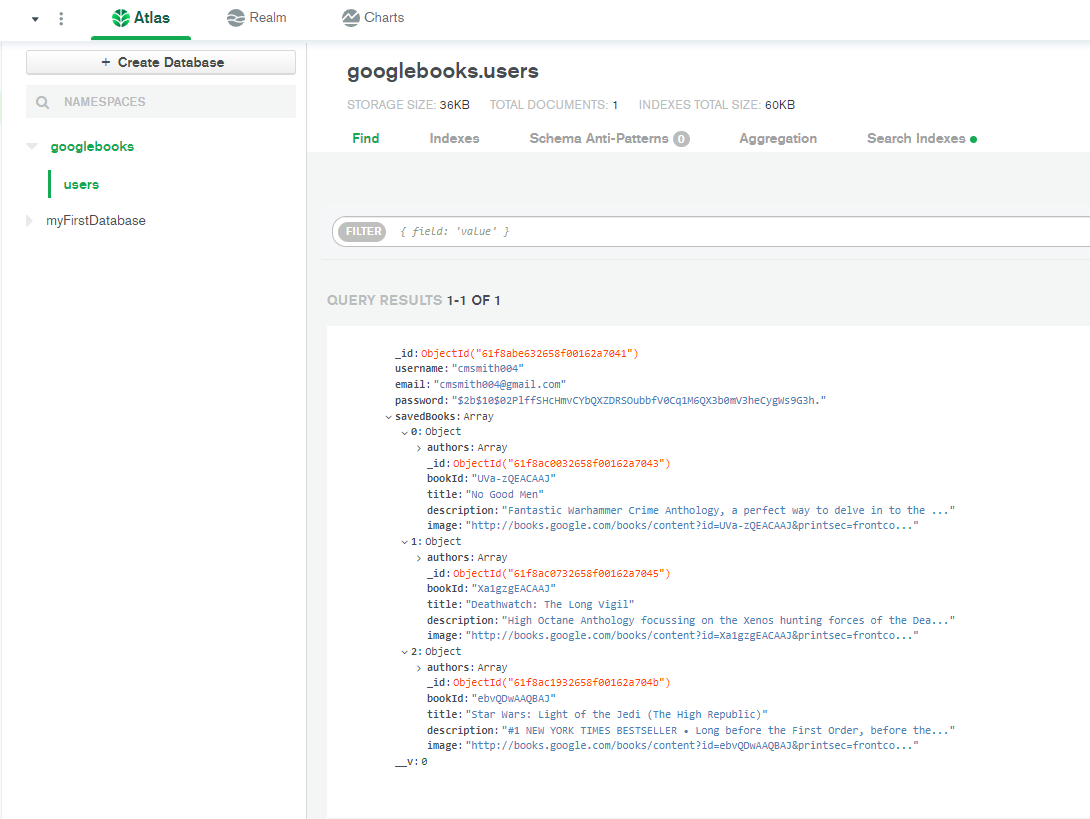 Atlas
Realm
Charts
+ Create Database
NAMESPACES
googlebooks
users
myFirstDatabase
googlebooks.users
STORAGE SIZE: 36KB TOTAL DOCUMENTS: 1 INDEXES TOTAL SIZE: 60KB
Find Indexes Schema Anti-Patterns 0 Aggregation Search Indexes
FILTER { field: 'value' }
QUERY RESULTS 1-1 OF 1
_id: ObjectId("61f8abe632658f00162a7041")
username: "cmsmith004"
email: "cmsmith004@gmail.com"
password: "$2b$10$02PlffSHcHmvCYbQXZDRSOubbfV0Cq1M6QX3b0mV3heCygWs9G3h."
savedBooks: Array
0: Object
authors: Array
_id: ObjectId("61f8ac0032658f00162a7043")
bookId: "UVa-zQEACAAJ"
title: "No Good Men"
description: "Fantastic Warhammer Crime Anthology, a perfect way to delve in to the ..."
image: "http://books.google.com/books/content?id=UVa-zQEACAAJ&printsec=frontco..."
1: Object
authors: Array
_id: ObjectId("61f8ac0732658f00162a7045")
bookId: "Xa1gzgEACAAJ"
title: "Deathwatch: The Long Vigil"
description: "High Octane Anthology focussing on the Xenos hunting forces of the Dea..."
image: "http://books.google.com/books/content?id=Xa1gzgEACAAJ&printsec=frontco..."
2: Object
authors: Array
_id: ObjectId("61f8ac1932658f00162a704b")
bookId: "ebvQDwAAQBAJ"
title: "Star Wars: Light of the Jedi (The High Republic)"
description: "#1 NEW YORK TIMES BESTSELLER • Long before the First Order, before the..."
image: "http://books.google.com/books/content?id=ebvQDwAAQBAJ&printsec=frontco..."
__v: 0